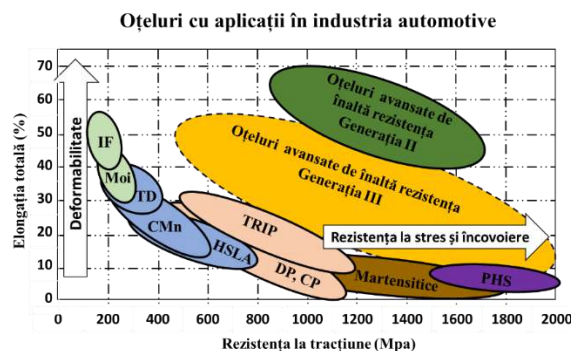 Oțeluri cu aplicații în industria automotive
70
60
50
40
30
20
10
0
Elongația totală (%)
Deformabilitate
IF
Moi
TD
CMn
HSLA
TRIP
DP, CP
Martensitice
PHS
Oțeluri avansate de
înaltă rezistența
Generația II
Oțeluri avansate de înaltă rezistența
Generația III
Rezistența la stres și încovoiere
0 200 400 600 800 1000 1200 1400 1600 1800 2000
Rezistența la tracțiune (Mpa)